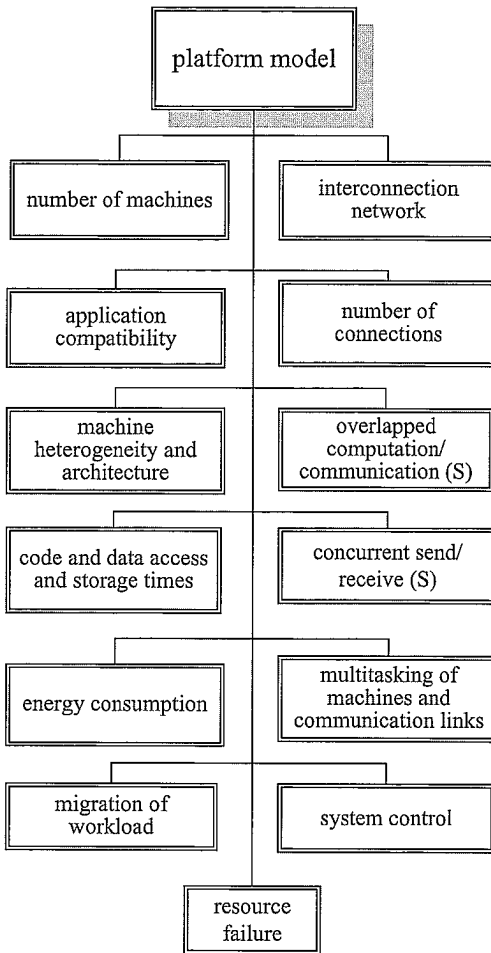 platform model
number of machines
interconnection
network
application
compatibility
number of
connections
machine
heterogeneity and
architecture
overlapped
computation/
communication (S)
code and data access
and storage times
concurrent send/
receive (S)
energy consumption
multitasking of
machines and
communication links
migration of
workload
system control
resource
failure